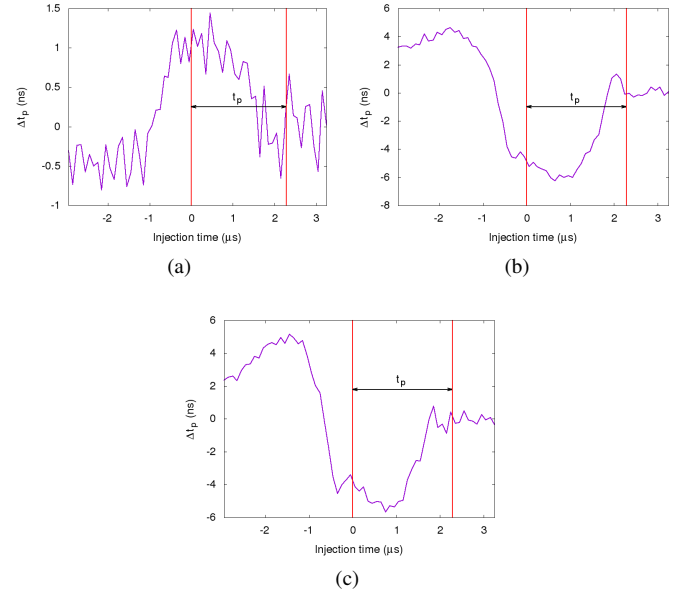 1.5
1
0.5
0
-0.5
-1
-2 -1 0 1 2 3
Δtp (ns)
tp
Injection time (μs)
(a)
6
4
2
0
-2
-4
-6
-8
-2 -1 0 1 2 3
Δtp (ns)
tp
Injection time (μs)
(b)
6
4
2
0
-2
-4
-6
-2 -1 0 1 2 3
Δtp (ns)
tp
Injection time (μs)
(c)